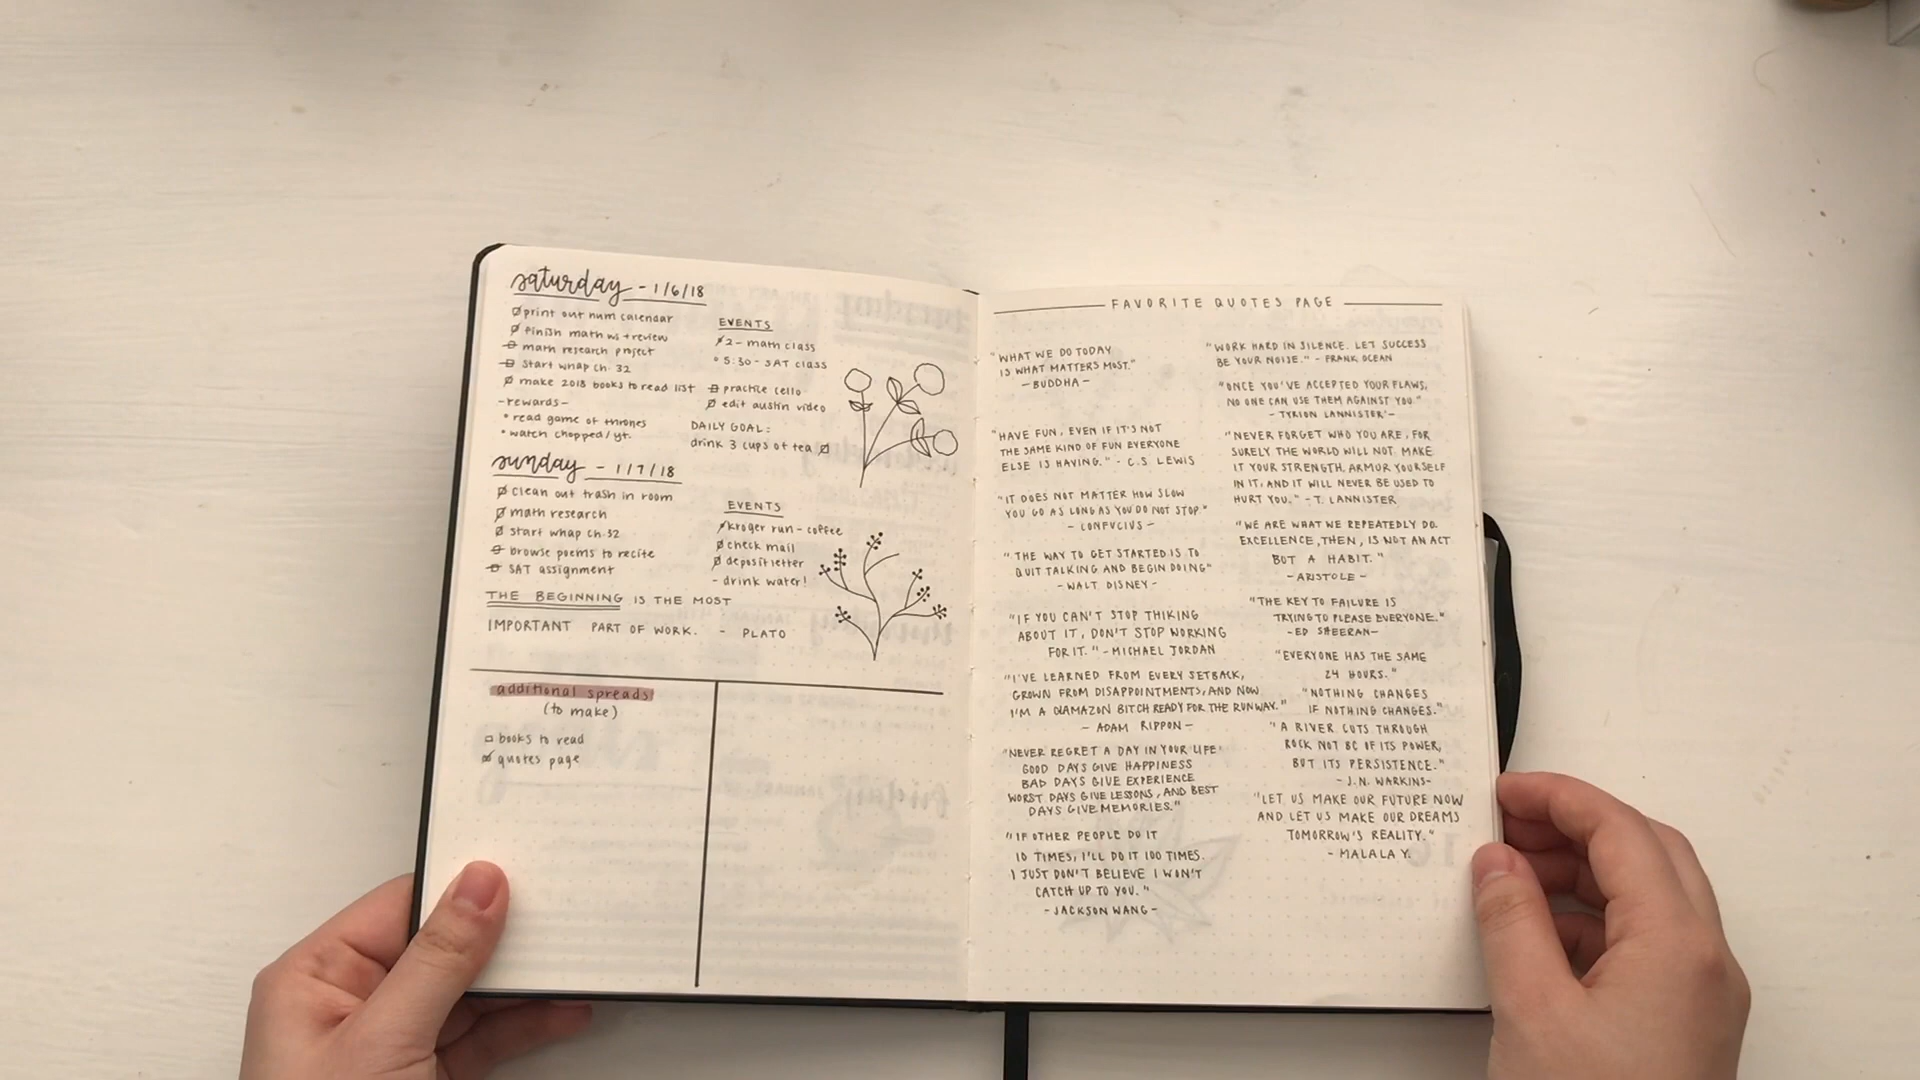 saturday - 1/6/18
print out num calendar
finish math ws + review
math research project
start whap ch. 32
make 2018 books to read list
-rewards-
• read game of thrones
• watch chopped/yt.
EVENTS
2 - math class
• 5:30 - SAT class
practice cello
edit austin video
DAILY GOAL:
drink 3 cups of tea
sunday - 1/7/18
clean out trash in room
math research
start whap ch. 32
browse poems to recite
SAT assignment
EVENTS
kroger run - coffee
check mail
deposit letter
- drink water!
THE BEGINNING IS THE MOST
IMPORTANT PART OF WORK. - PLATO
additional spreads
(to make)
books to read
quotes page
FAVORITE QUOTES PAGE
"WHAT WE DO TODAY
IS WHAT MATTERS MOST."
- BUDDHA -
"HAVE FUN, EVEN IF IT'S NOT
THE SAME KIND OF FUN EVERYONE
ELSE IS HAVING." - C.S. LEWIS
"IT DOES NOT MATTER HOW SLOW
YOU GO AS LONG AS YOU DO NOT STOP."
- CONFUCIUS -
"THE WAY TO GET STARTED IS TO
QUIT TALKING AND BEGIN DOING"
- WALT DISNEY -
"IF YOU CAN'T STOP THIKING
ABOUT IT, DON'T STOP WORKING
FOR IT." - MICHAEL JORDAN
"I'VE LEARNED FROM EVERY SETBACK,
GROWN FROM DISAPPOINTMENTS, AND NOW
I'M A GLAMAZON BITCH READY FOR THE RUNWAY."
- ADAM RIPPON -
"NEVER REGRET A DAY IN YOUR LIFE
GOOD DAYS GIVE HAPPINESS
BAD DAYS GIVE EXPERIENCE
WORST DAYS GIVE LESSONS, AND BEST
DAYS GIVE MEMORIES."
"IF OTHER PEOPLE DO IT
10 TIMES, I'LL DO IT 100 TIMES.
I JUST DON'T BELIEVE I WON'T
CATCH UP TO YOU."
- JACKSON WANG -
"WORK HARD IN SILENCE. LET SUCCESS
BE YOUR NOISE." - FRANK OCEAN
"ONCE YOU'VE ACCEPTED YOUR FLAWS,
NO ONE CAN USE THEM AGAINST YOU."
- TYRION LANNISTER -
"NEVER FORGET WHO YOU ARE, FOR
SURELY THE WORLD WILL NOT. MAKE
IT YOUR STRENGTH. ARMOR YOURSELF
IN IT, AND IT WILL NEVER BE USED TO
HURT YOU." - T. LANNISTER
"WE ARE WHAT WE REPEATEDLY DO.
EXCELLENCE, THEN, IS NOT AN ACT
BUT A HABIT."
- ARISTOLE -
"THE KEY TO FAILURE IS
TRYING TO PLEASE EVERYONE."
- ED SHEERAN -
"EVERYONE HAS THE SAME
24 HOURS."
"NOTHING CHANGES
IF NOTHING CHANGES."
"A RIVER CUTS THROUGH
ROCK NOT BC OF ITS POWER,
BUT ITS PERSISTENCE."
- J.N. WARKINS -
"LET US MAKE OUR FUTURE NOW
AND LET US MAKE OUR DREAMS
TOMORROW'S REALITY."
- MALALA Y.